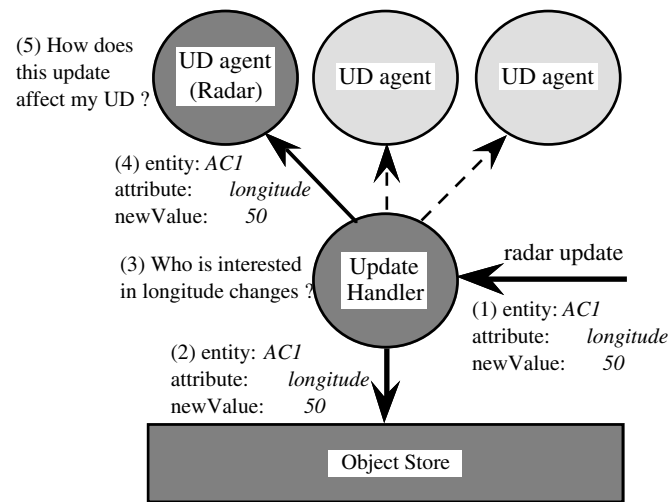 (5) How does
this update
affect my UD ?
UD agent
(Radar)
UD agent
UD agent
(4) entity: AC1
attribute: longitude
newValue: 50
(3) Who is interested
in longitude changes ?
Update
Handler
radar update
(1) entity: AC1
attribute: longitude
newValue: 50
(2) entity: AC1
attribute: longitude
newValue: 50
Object Store